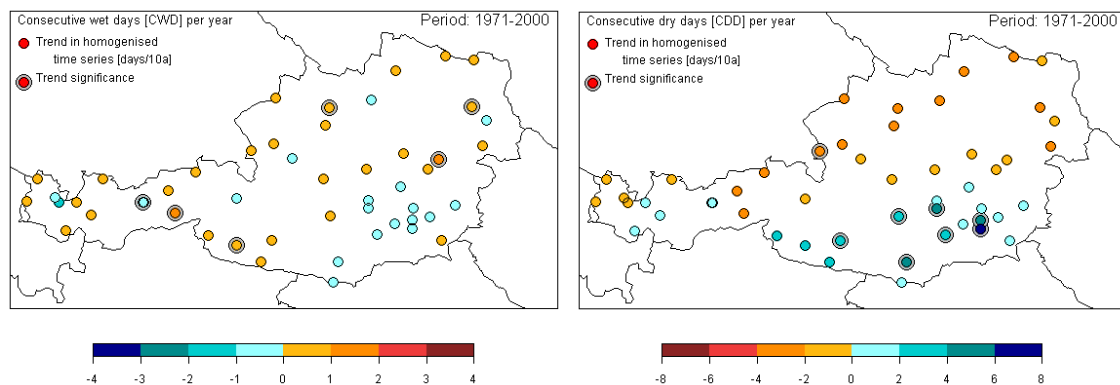 Consecutive wet days [CWD] per year
Period: 1971-2000
Trend in homogenised
time series [days/10a]
Trend significance
-4 -3 -2 -1 0 1 2 3 4
Consecutive dry days [CDD] per year
Period: 1971-2000
Trend in homogenised
time series [days/10a]
Trend significance
-8 -6 -4 -2 0 2 4 6 8